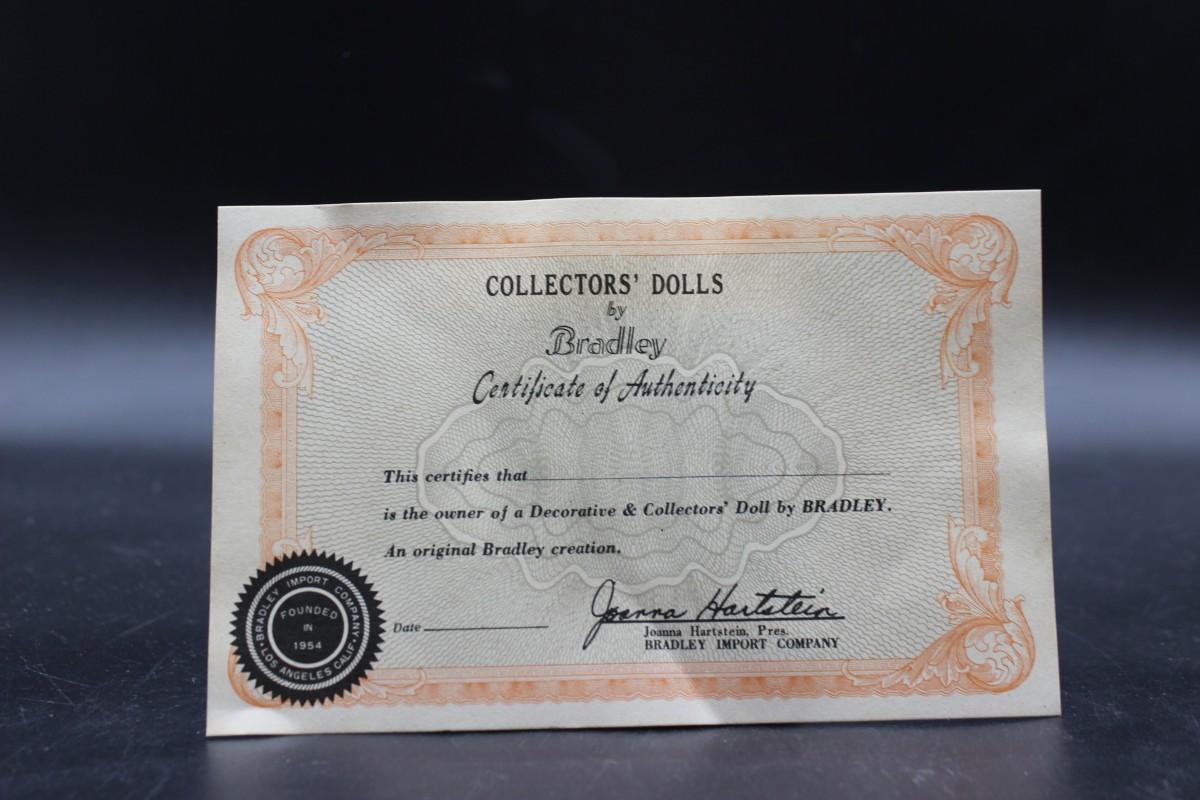 COLLECTORS' DOLLS
by
Bradley
Certificate of Authenticity
This certifies that
is the owner of a Decorative & Collectors' Doll by BRADLEY.
An original Bradley creation.
Date
Joanna Hartstein
Joanna Hartstein, Pres.
BRADLEY IMPORT COMPANY
BRADLEY IMPORT COMPANY
FOUNDED
IN
1954
LOS ANGELES CALIF.